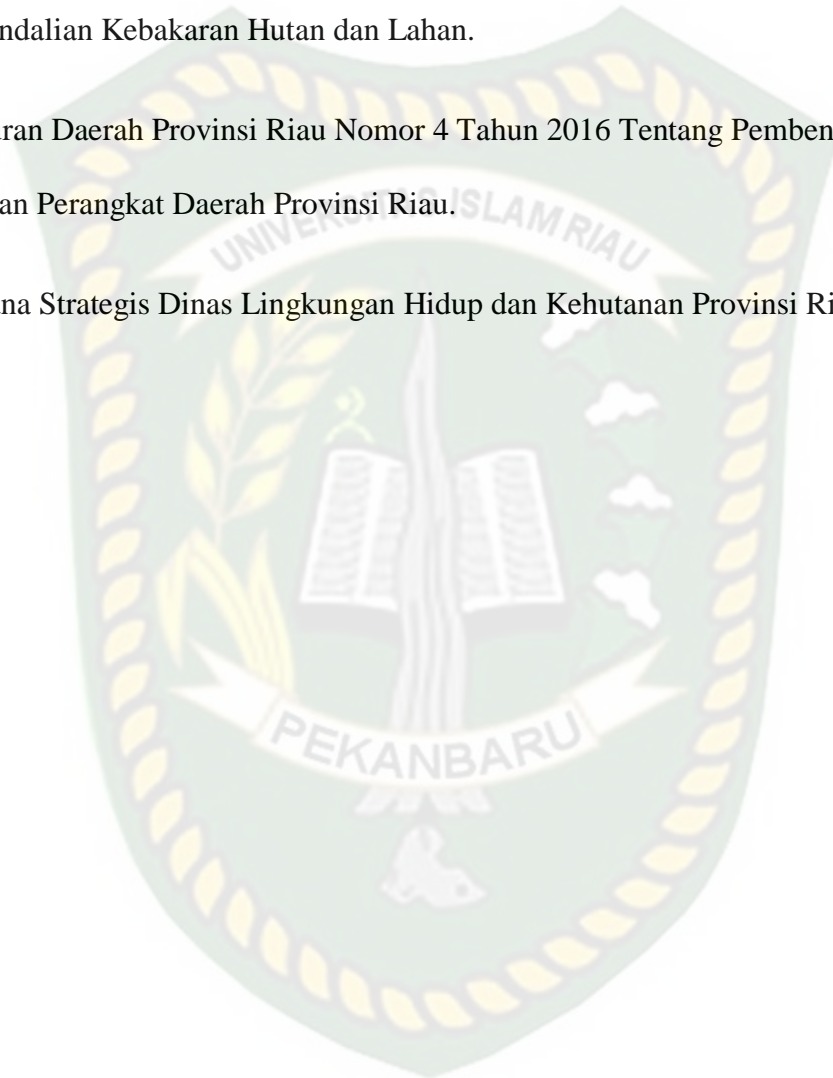 ndalian Kebakaran Hutan dan Lahan.
uran Daerah Provinsi Riau Nomor 4 Tahun 2016 Tentang Pemben
an Perangkat Daerah Provinsi Riau.
UNIVERSITAS ISLAM RIAU
na Strategis Dinas Lingkungan Hidup dan Kehutanan Provinsi Ri
PEKANBARU